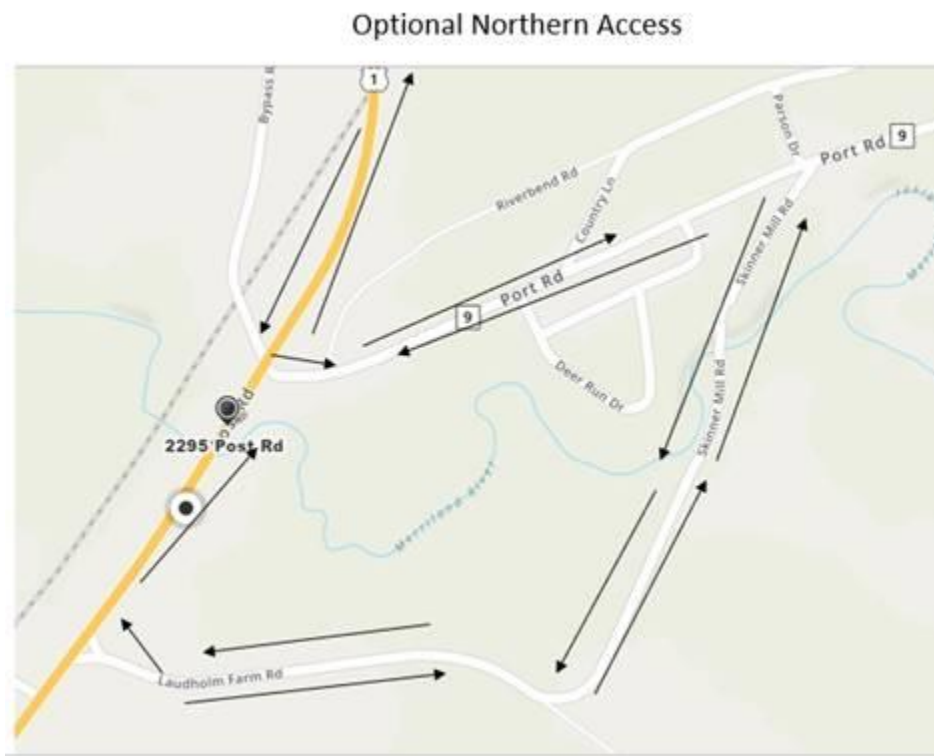 Optional Northern Access
1
Bypass R
Parson Dr
Port Rd
9
Riverbend Rd
Country Ln
Skinner Mill Rd
Port Rd
9
Deer Run Dr
Skinner Mill Rd
2295 Post Rd
Merriland River
Laudholm Farm Rd